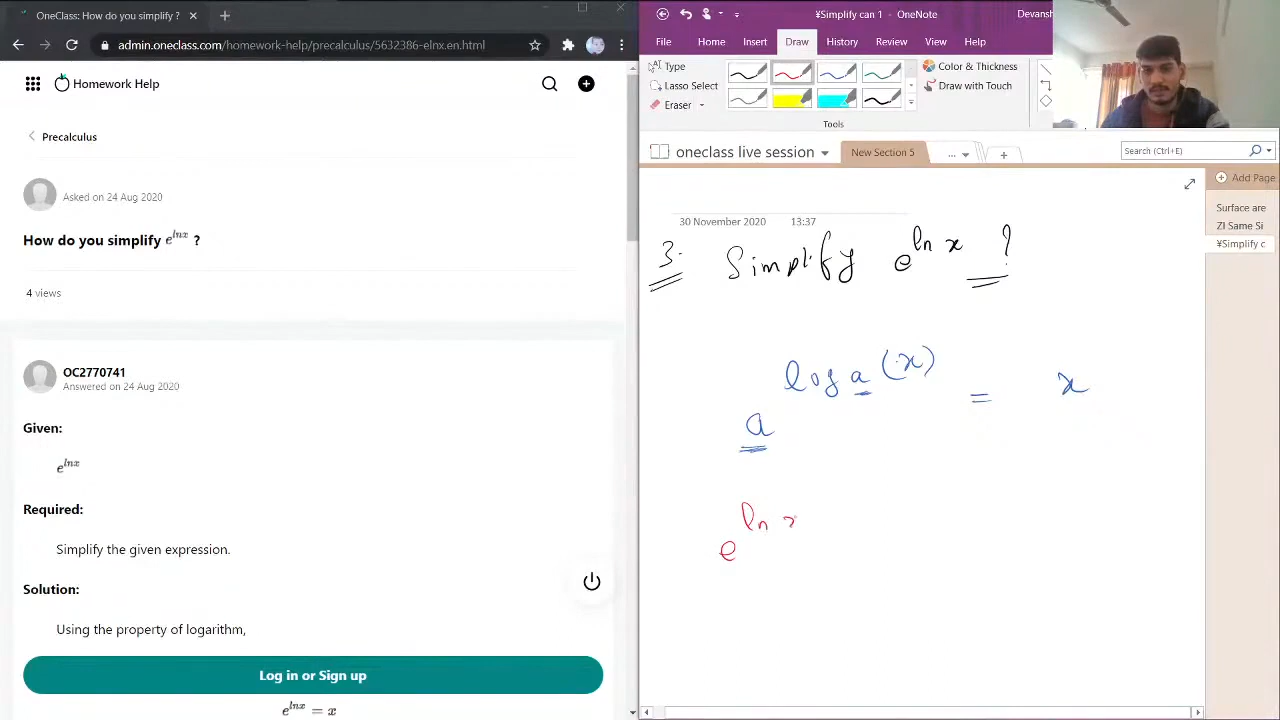 OneClass: How do you simplify ?
admin.oneclass.com/homework-help/precalculus/5632386-elnx.en.html
Homework Help
Precalculus
Asked on 24 Aug 2020
How do you simplify e^lnx ?
4 views
OC2770741
Answered on 24 Aug 2020
Given:
e^lnx
Required:
Simplify the given expression.
Solution:
Using the property of logarithm,
Log in or Sign up
e^lnx = x
¥Simplify can 1 - OneNote
Devansh
File Home Insert Draw History Review View Help
Type
Lasso Select
Eraser
Color & Thickness
Draw with Touch
Tools
oneclass live session
New Section 5
...
Search (Ctrl+E)
Add Page
Surface are
ZI Same Si
¥Simplify c
30 November 2020 13:37
3. Simplify e^ln x ?
a^log a (x) = x
e^ln x